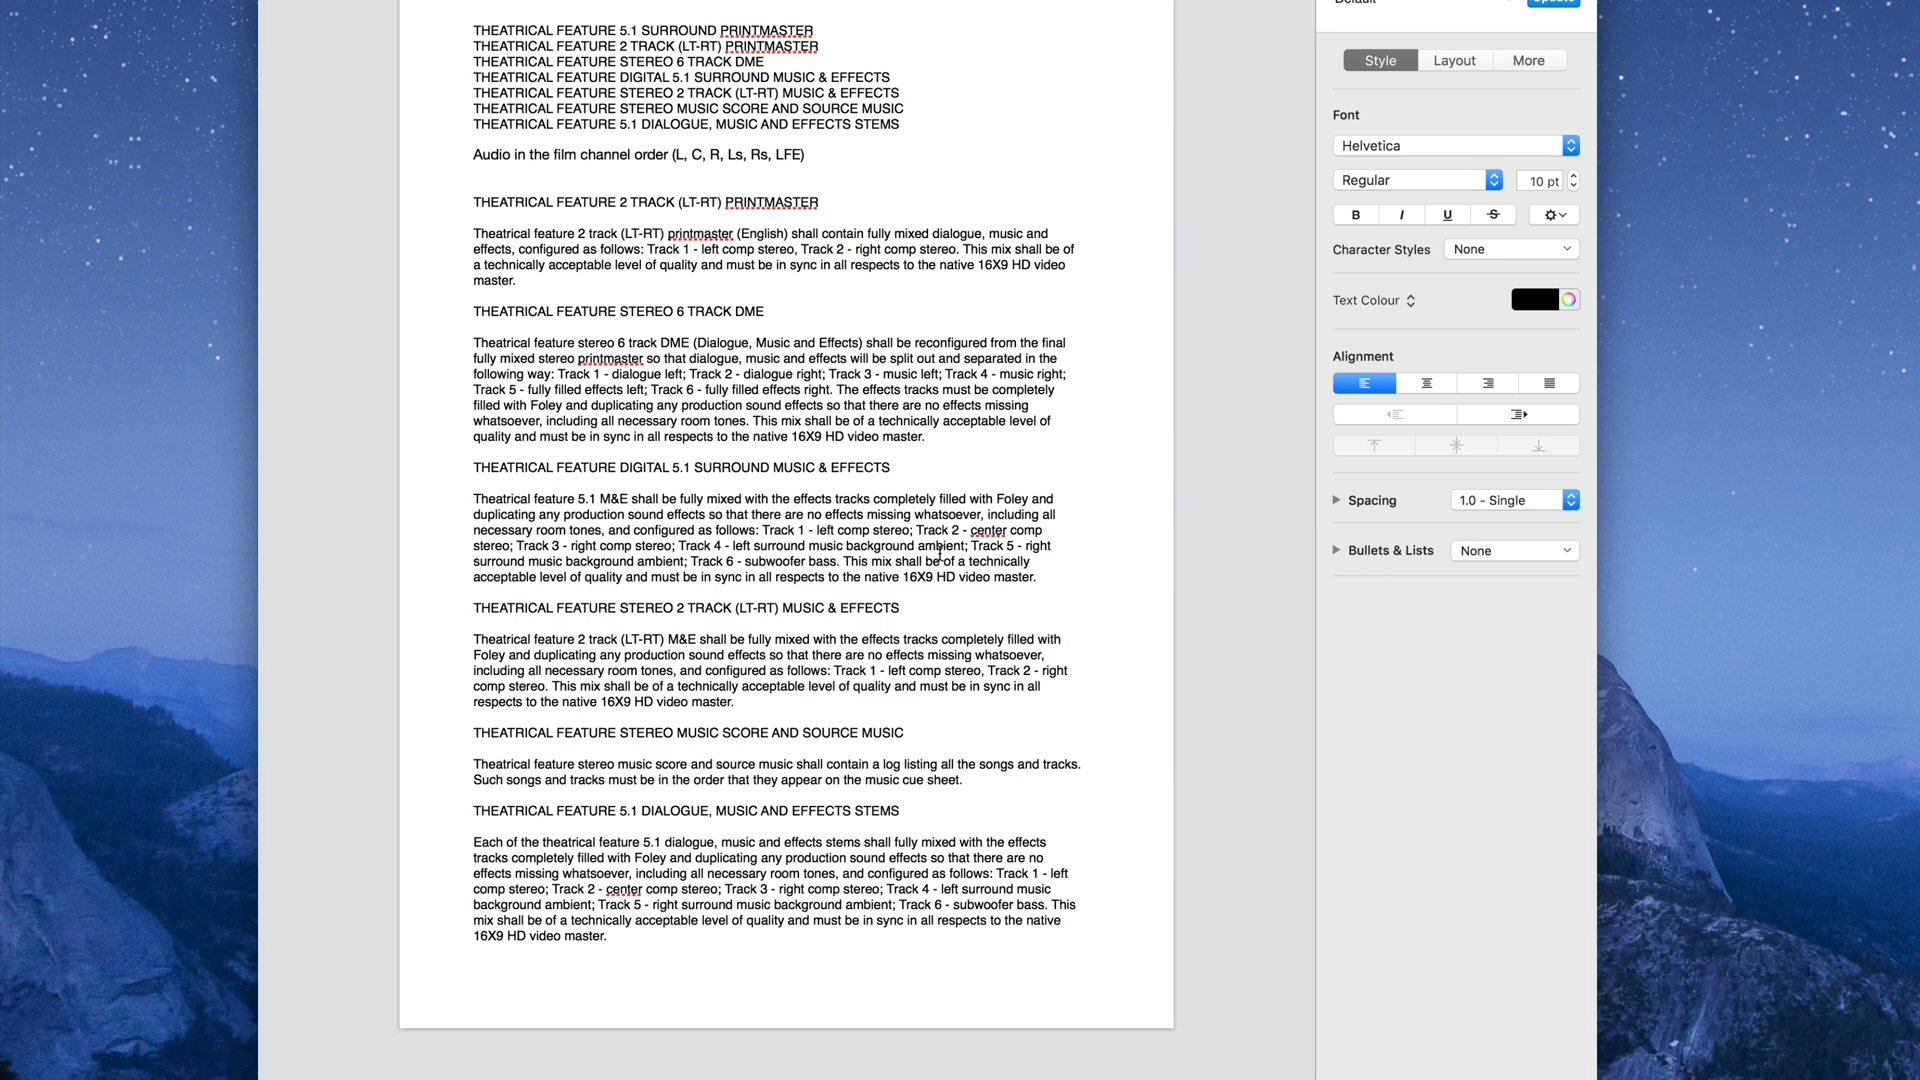 THEATRICAL FEATURE 5.1 SURROUND PRINTMASTER
THEATRICAL FEATURE 2 TRACK (LT-RT) PRINTMASTER
THEATRICAL FEATURE STEREO 6 TRACK DME
THEATRICAL FEATURE DIGITAL 5.1 SURROUND MUSIC & EFFECTS
THEATRICAL FEATURE STEREO 2 TRACK (LT-RT) MUSIC & EFFECTS
THEATRICAL FEATURE STEREO MUSIC SCORE AND SOURCE MUSIC
THEATRICAL FEATURE 5.1 DIALOGUE, MUSIC AND EFFECTS STEMS
Audio in the film channel order (L, C, R, Ls, Rs, LFE)
THEATRICAL FEATURE 2 TRACK (LT-RT) PRINTMASTER
Theatrical feature 2 track (LT-RT) printmaster (English) shall contain fully mixed dialogue, music and
effects, configured as follows: Track 1 - left comp stereo, Track 2 - right comp stereo. This mix shall be of
a technically acceptable level of quality and must be in sync in all respects to the native 16X9 HD video
master.
THEATRICAL FEATURE STEREO 6 TRACK DME
Theatrical feature stereo 6 track DME (Dialogue, Music and Effects) shall be reconfigured from the final
fully mixed stereo printmaster so that dialogue, music and effects will be split out and separated in the
following way: Track 1 - dialogue left; Track 2 - dialogue right; Track 3 - music left; Track 4 - music right;
Track 5 - fully filled effects left; Track 6 - fully filled effects right. The effects tracks must be completely
filled with Foley and duplicating any production sound effects so that there are no effects missing
whatsoever, including all necessary room tones. This mix shall be of a technically acceptable level of
quality and must be in sync in all respects to the native 16X9 HD video master.
THEATRICAL FEATURE DIGITAL 5.1 SURROUND MUSIC & EFFECTS
Theatrical feature 5.1 M&E shall be fully mixed with the effects tracks completely filled with Foley and
duplicating any production sound effects so that there are no effects missing whatsoever, including all
necessary room tones, and configured as follows: Track 1 - left comp stereo; Track 2 - center comp
stereo; Track 3 - right comp stereo; Track 4 - left surround music background ambient; Track 5 - right
surround music background ambient; Track 6 - subwoofer bass. This mix shall be of a technically
acceptable level of quality and must be in sync in all respects to the native 16X9 HD video master.
THEATRICAL FEATURE STEREO 2 TRACK (LT-RT) MUSIC & EFFECTS
Theatrical feature 2 track (LT-RT) M&E shall be fully mixed with the effects tracks completely filled with
Foley and duplicating any production sound effects so that there are no effects missing whatsoever,
including all necessary room tones, and configured as follows: Track 1 - left comp stereo, Track 2 - right
comp stereo. This mix shall be of a technically acceptable level of quality and must be in sync in all
respects to the native 16X9 HD video master.
THEATRICAL FEATURE STEREO MUSIC SCORE AND SOURCE MUSIC
Theatrical feature stereo music score and source music shall contain a log listing all the songs and tracks.
Such songs and tracks must be in the order that they appear on the music cue sheet.
THEATRICAL FEATURE 5.1 DIALOGUE, MUSIC AND EFFECTS STEMS
Each of the theatrical feature 5.1 dialogue, music and effects stems shall fully mixed with the effects
tracks completely filled with Foley and duplicating any production sound effects so that there are no
effects missing whatsoever, including all necessary room tones, and configured as follows: Track 1 - left
comp stereo; Track 2 - center comp stereo; Track 3 - right comp stereo; Track 4 - left surround music
background ambient; Track 5 - right surround music background ambient; Track 6 - subwoofer bass. This
mix shall be of a technically acceptable level of quality and must be in sync in all respects to the native
16X9 HD video master.
Default Update
Style Layout More
Font
Helvetica
Regular 10 pt
B I U S
Character Styles None
Text Colour
Alignment
Spacing 1.0 - Single
Bullets & Lists None